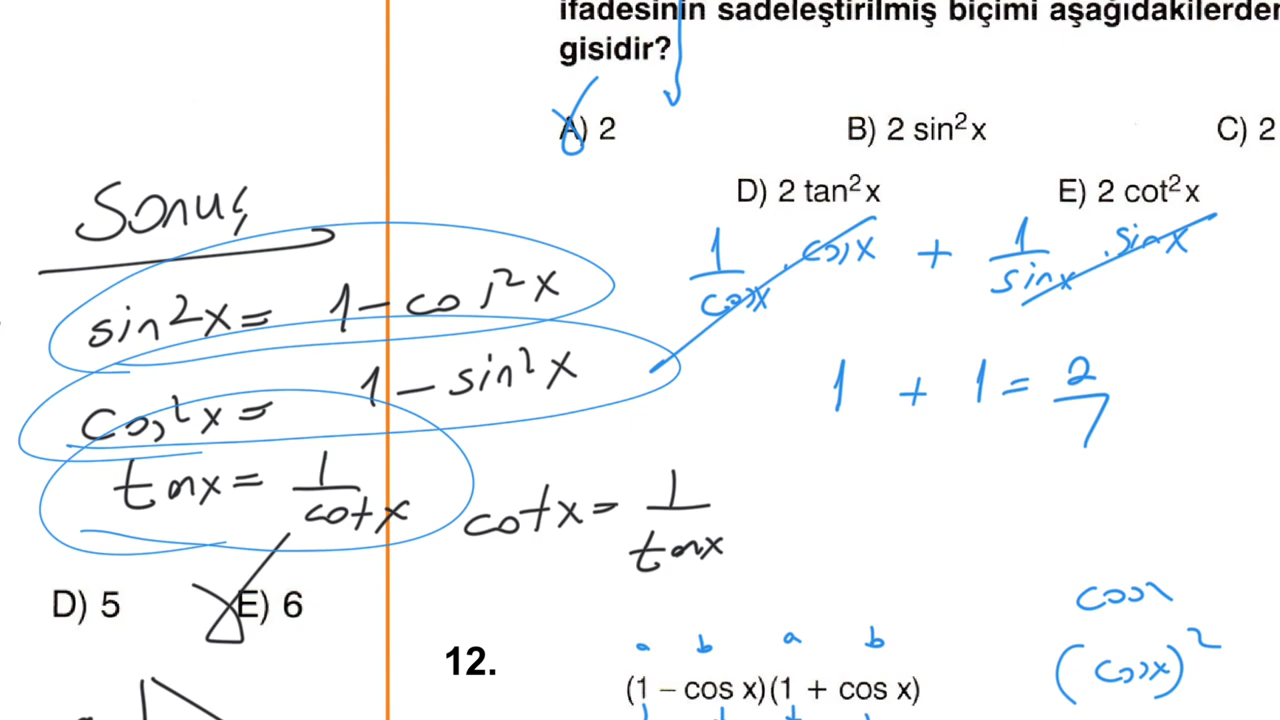 ifadesinin sadeleştirilmiş biçimi aşağıdakilerden
gisidir?
A) 2
B) 2 sin²x
C) 2
D) 2 tan²x
E) 2 cot²x
1/cosx . cosx + 1/sinx . sinx
1 + 1 = 2
Sonuç
sin²x = 1 - cos²x
cos²x = 1 - sin²x
tanx = 1/cotx
cotx = 1/tanx
D) 5
E) 6
12.
a b a b
(1 - cos x)(1 + cos x)
cosx
(cosx)²